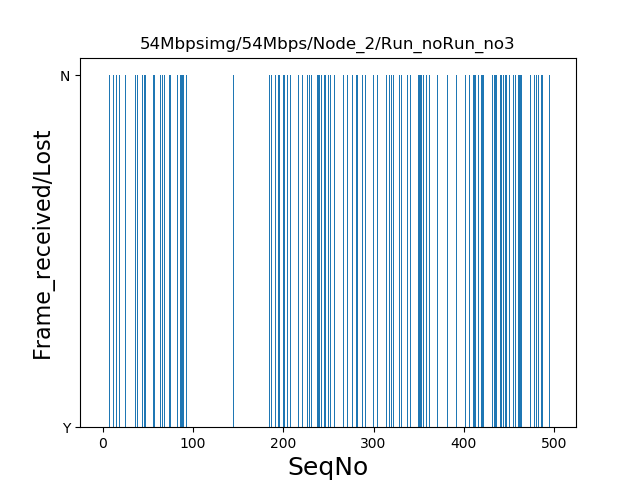 54Mbpsimg/54Mbps/Node_2/Run_noRun_no3
N
Frame_received/Lost
Y
0 100 200 300 400 500
SeqNo